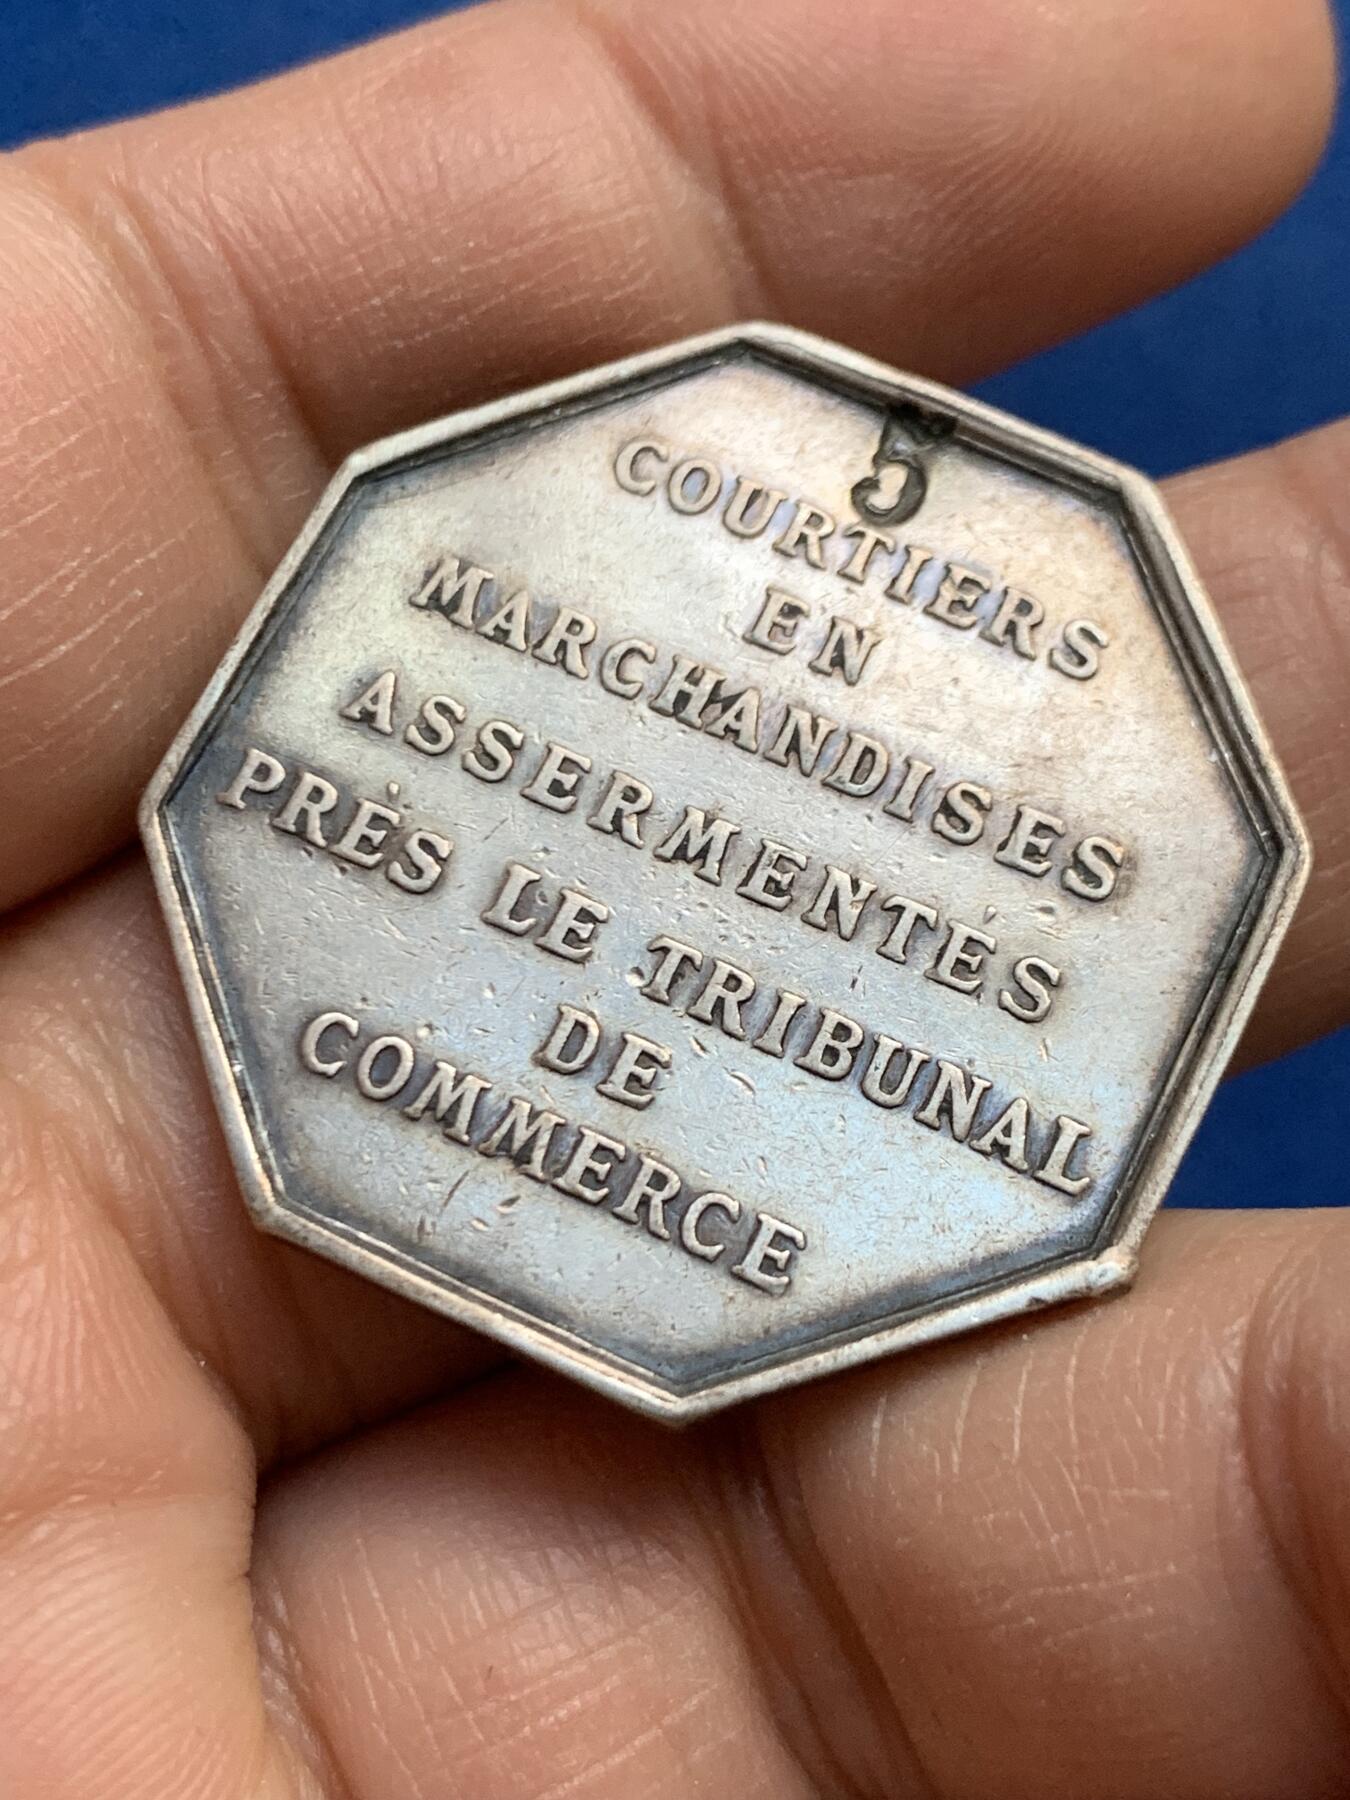 5
COURTIERS
EN
MARCHANDISES
ASSERMENTÉS
PRÈS LE TRIBUNAL
DE
COMMERCE